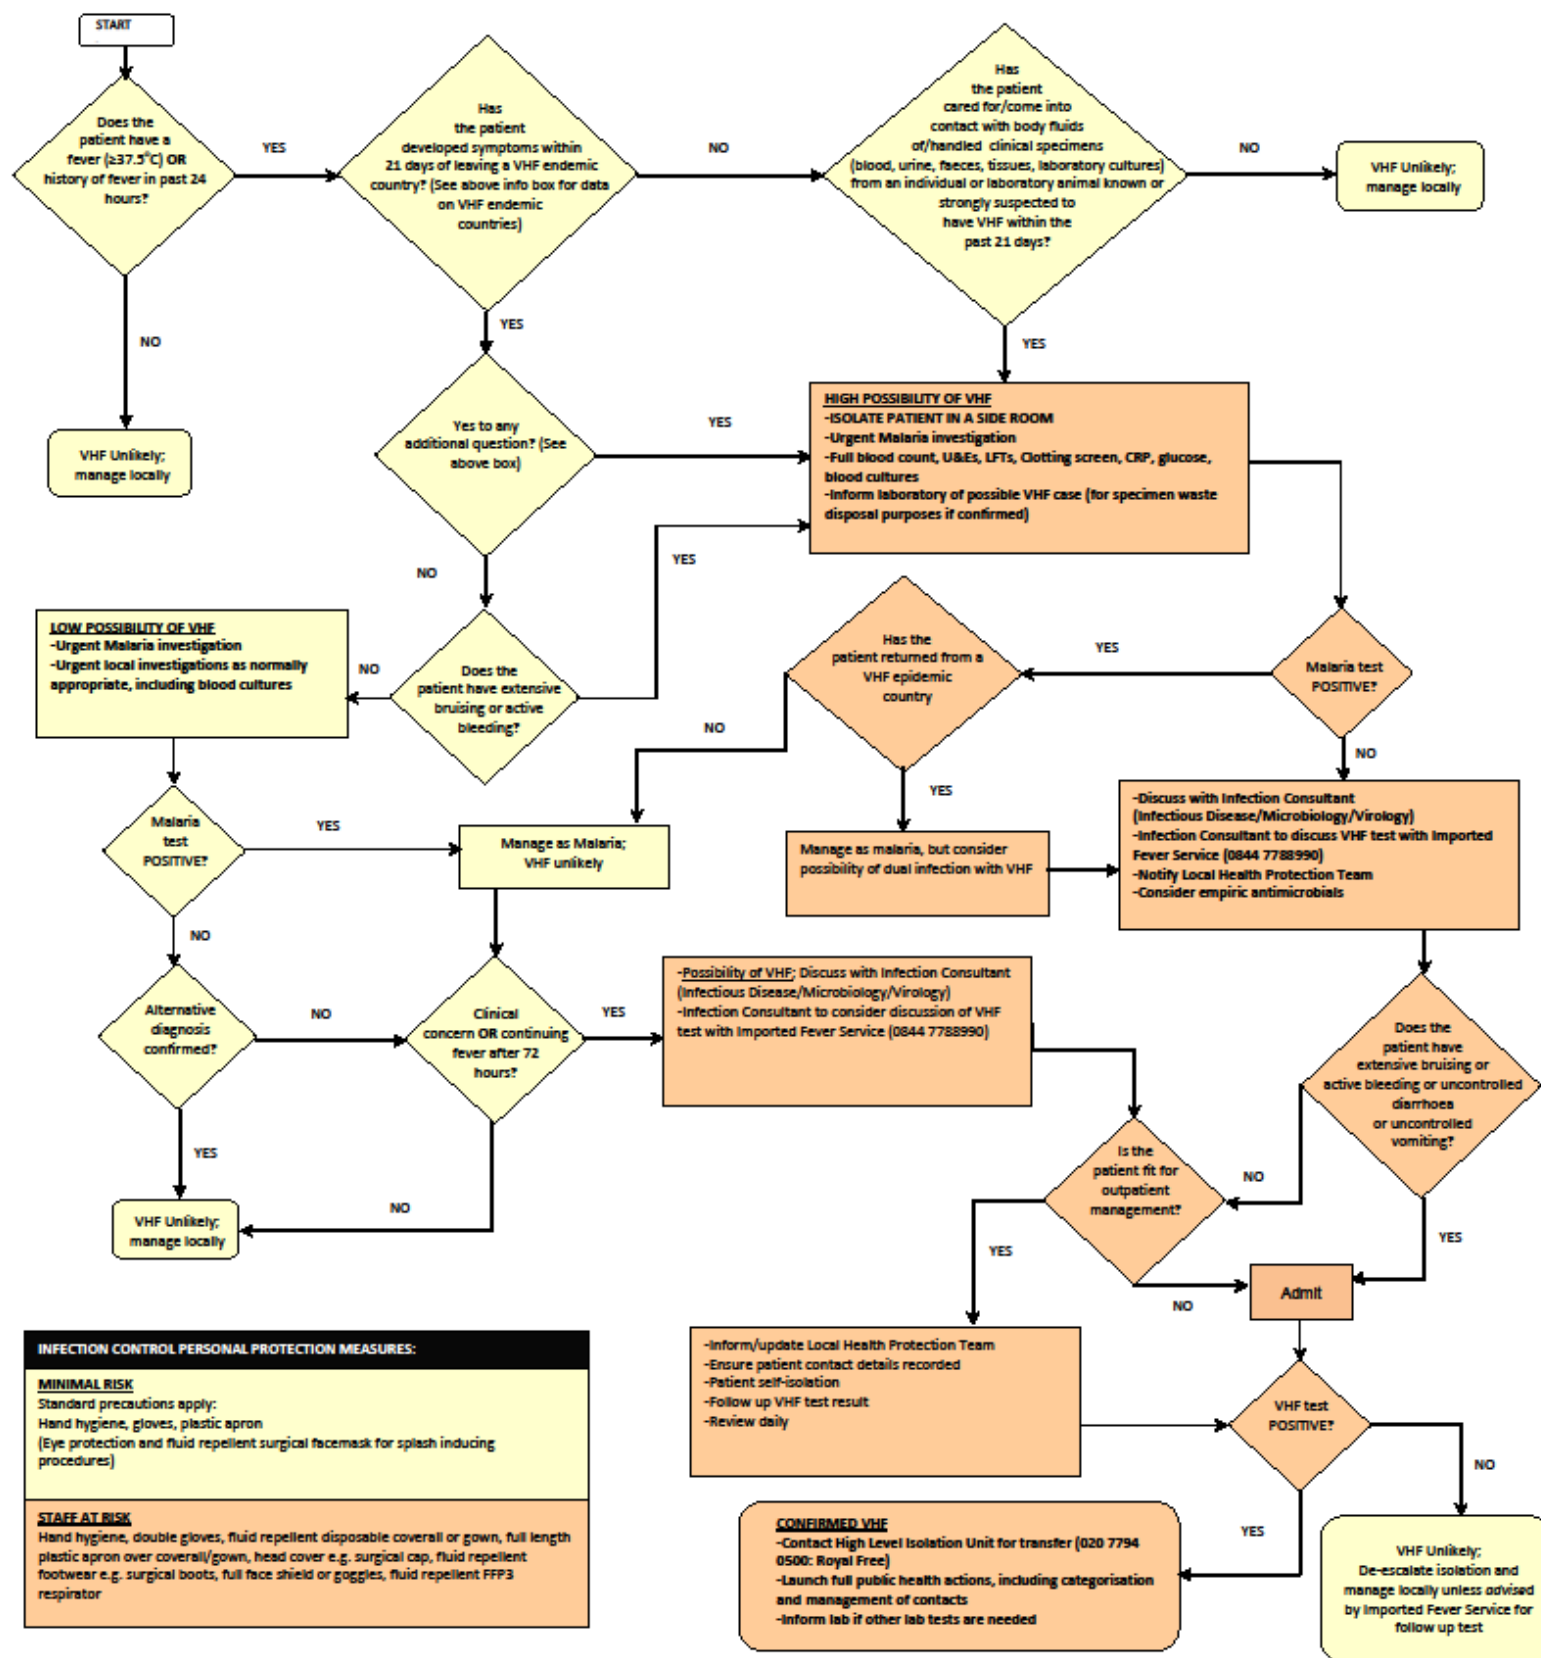 START
Does the
patient have a
fever (≥37.5°C) OR
history of fever in past 24
hours?
YES
NO
VHF Unlikely;
manage locally
Has
the patient
developed symptoms within
21 days of leaving a VHF endemic
country? (See above info box for data
on VHF endemic
countries)
NO
YES
Has
the patient
cared for/come into
contact with body fluids
of/handled clinical specimens
(blood, urine, faeces, tissues, laboratory cultures)
from an individual or laboratory animal known or
strongly suspected to
have VHF within the
past 21 days?
NO
VHF Unlikely;
manage locally
YES
Yes to any
additional question? (See
above box)
YES
NO
HIGH POSSIBILITY OF VHF
-ISOLATE PATIENT IN A SIDE ROOM
-Urgent Malaria investigation
-Full blood count, U&Es, LFTs, Clotting screen, CRP, glucose,
blood cultures
-Inform laboratory of possible VHF case (for specimen waste
disposal purposes if confirmed)
Does the
patient have extensive
bruising or active
bleeding?
YES
NO
LOW POSSIBILITY OF VHF
-Urgent Malaria investigation
-Urgent local investigations as normally
appropriate, including blood cultures
Malaria test
POSITIVE?
YES
NO
Has the
patient returned from a
VHF epidemic
country
NO
YES
Manage as malaria, but consider
possibility of dual infection with VHF
-Discuss with Infection Consultant
(Infectious Disease/Microbiology/Virology)
-Infection Consultant to discuss VHF test with Imported
Fever Service (0844 7788990)
-Notify Local Health Protection Team
-Consider empiric antimicrobials
Malaria
test
POSITIVE?
YES
NO
Manage as Malaria;
VHF unlikely
Alternative
diagnosis
confirmed?
NO
YES
Clinical
concern OR continuing
fever after 72
hours?
YES
NO
VHF Unlikely;
manage locally
-Possibility of VHF; Discuss with Infection Consultant
(Infectious Disease/Microbiology/Virology)
-Infection Consultant to consider discussion of VHF
test with Imported Fever Service (0844 7788990)
Does the
patient have
extensive bruising or
active bleeding or uncontrolled
diarrhoea
or uncontrolled
vomiting?
NO
YES
Is the
patient fit for
outpatient
management?
YES
NO
Admit
-Inform/update Local Health Protection Team
-Ensure patient contact details recorded
-Patient self-isolation
-Follow up VHF test result
-Review daily
VHF test
POSITIVE?
NO
YES
CONFIRMED VHF
-Contact High Level Isolation Unit for transfer (020 7794
0500: Royal Free)
-Launch full public health actions, including categorisation
and management of contacts
-Inform lab if other lab tests are needed
VHF Unlikely;
De-escalate isolation and
manage locally unless advised
by Imported Fever Service for
follow up test
INFECTION CONTROL PERSONAL PROTECTION MEASURES:
MINIMAL RISK
Standard precautions apply:
Hand hygiene, gloves, plastic apron
(Eye protection and fluid repellent surgical facemask for splash inducing
procedures)
STAFF AT RISK
Hand hygiene, double gloves, fluid repellent disposable coverall or gown, full length
plastic apron over coverall/gown, head cover e.g. surgical cap, fluid repellent
footwear e.g. surgical boots, full face shield or goggles, fluid repellent FFP3
respirator